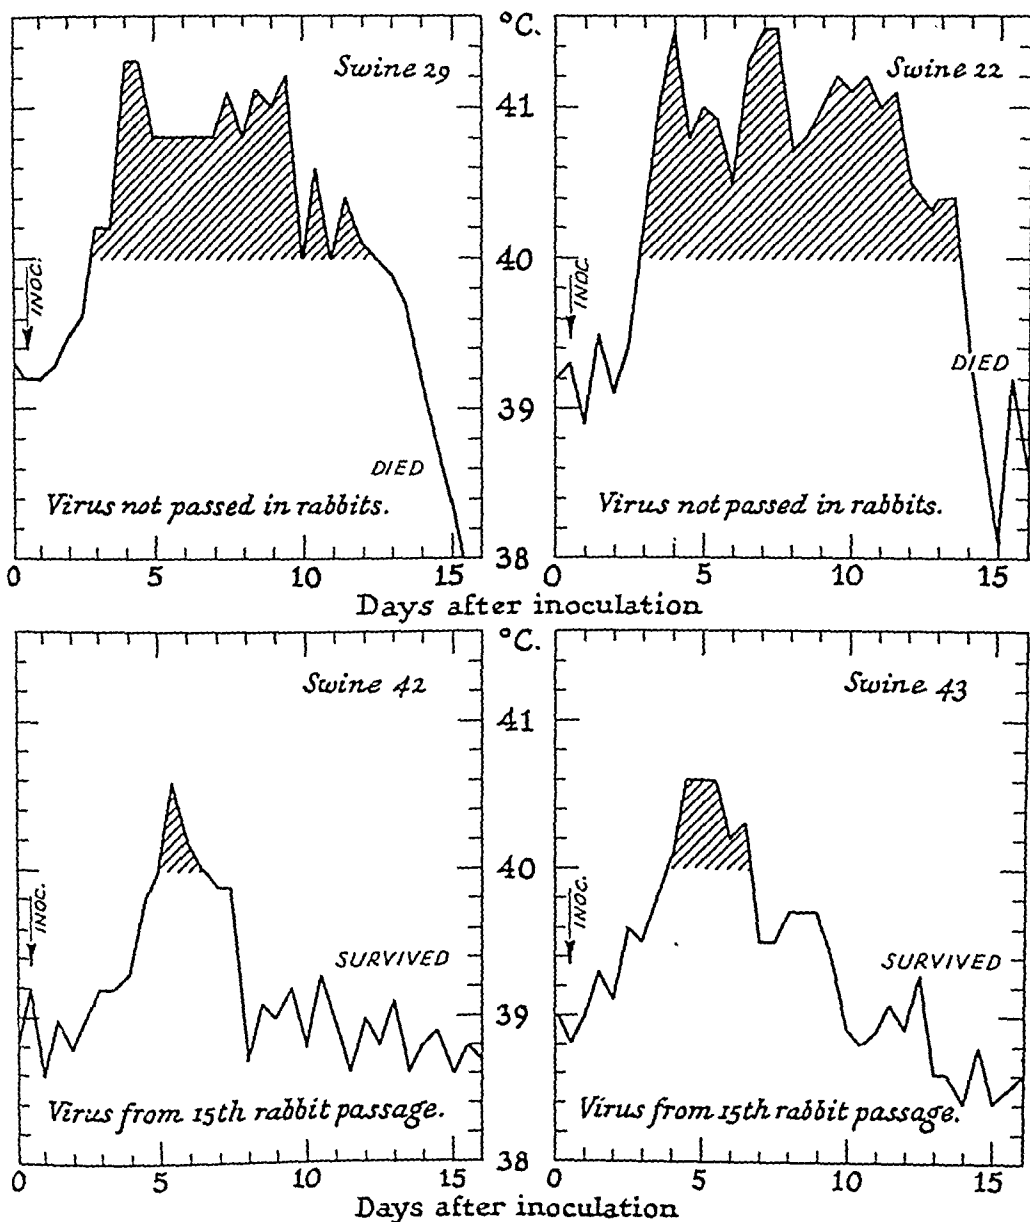 °C.
Swine 29
Swine 22
41
40
INOC.
INOC.
39
DIED
DIED
Virus not passed in rabbits.
Virus not passed in rabbits.
38
0 5 10 15
0 5 10 15
Days after inoculation
°C.
Swine 42
Swine 43
41
40
INOC.
INOC.
SURVIVED
SURVIVED
39
Virus from 15th rabbit passage.
Virus from 15th rabbit passage.
38
0 5 10 15
0 5 10 15
Days after inoculation